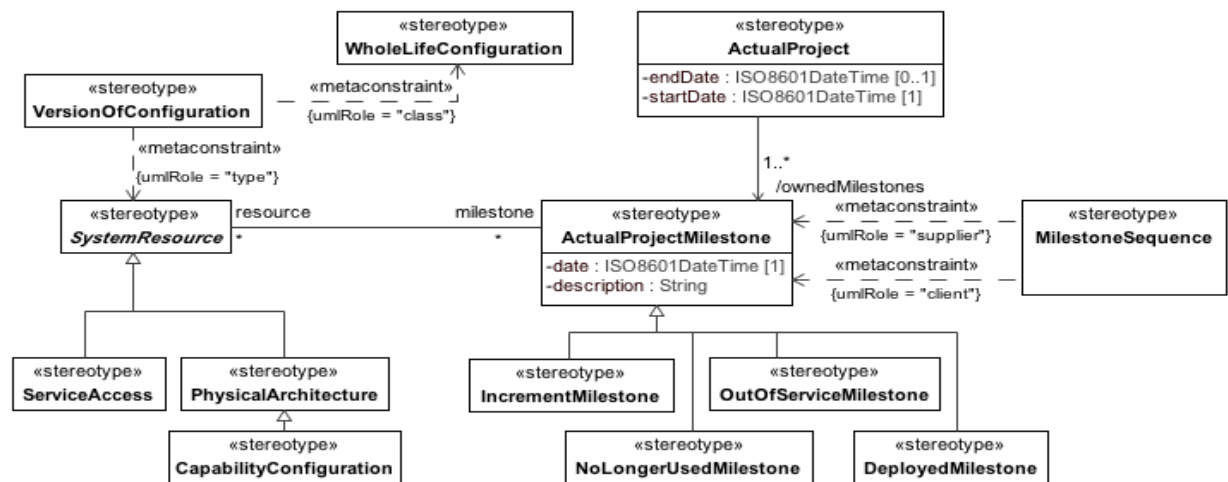 «stereotype»
WholeLifeConfiguration
«stereotype»
ActualProject
-endDate : ISO8601DateTime [0..1]
-startDate : ISO8601DateTime [1]
«stereotype»
VersionOfConfiguration
«metaconstraint»
{umlRole = "class"}
«metaconstraint»
{umlRole = "type"}
1..*
/ownedMilestones
«stereotype»
SystemResource
resource
*
milestone
*
«stereotype»
ActualProjectMilestone
-date : ISO8601DateTime [1]
-description : String
«metaconstraint»
{umlRole = "supplier"}
«metaconstraint»
{umlRole = "client"}
«stereotype»
MilestoneSequence
«stereotype»
ServiceAccess
«stereotype»
PhysicalArchitecture
«stereotype»
IncrementMilestone
«stereotype»
OutOfServiceMilestone
«stereotype»
CapabilityConfiguration
«stereotype»
NoLongerUsedMilestone
«stereotype»
DeployedMilestone